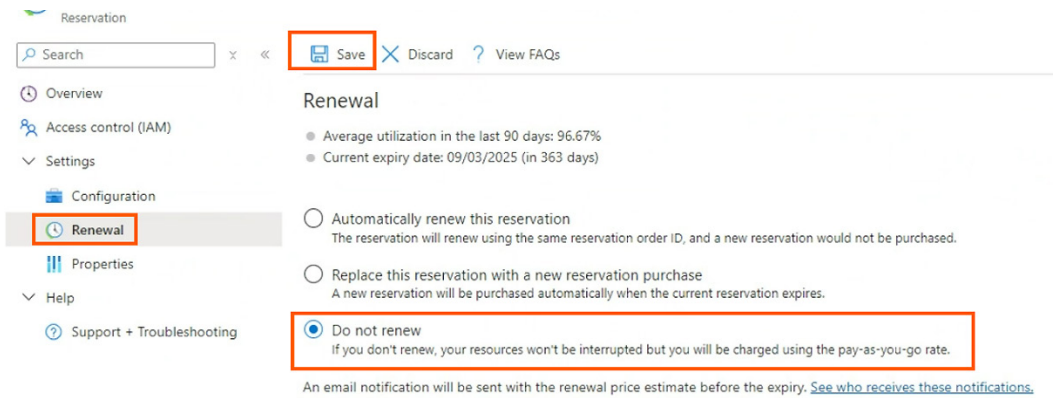 Reservation
Search
Save Discard ? View FAQs
Overview
Access control (IAM)
Settings
Configuration
Renewal
Properties
Help
Support + Troubleshooting
Renewal
Average utilization in the last 90 days: 96.67%
Current expiry date: 09/03/2025 (in 363 days)
Automatically renew this reservation
The reservation will renew using the same reservation order ID, and a new reservation would not be purchased.
Replace this reservation with a new reservation purchase
A new reservation will be purchased automatically when the current reservation expires.
Do not renew
If you don't renew, your resources won't be interrupted but you will be charged using the pay-as-you-go rate.
An email notification will be sent with the renewal price estimate before the expiry. See who receives these notifications.